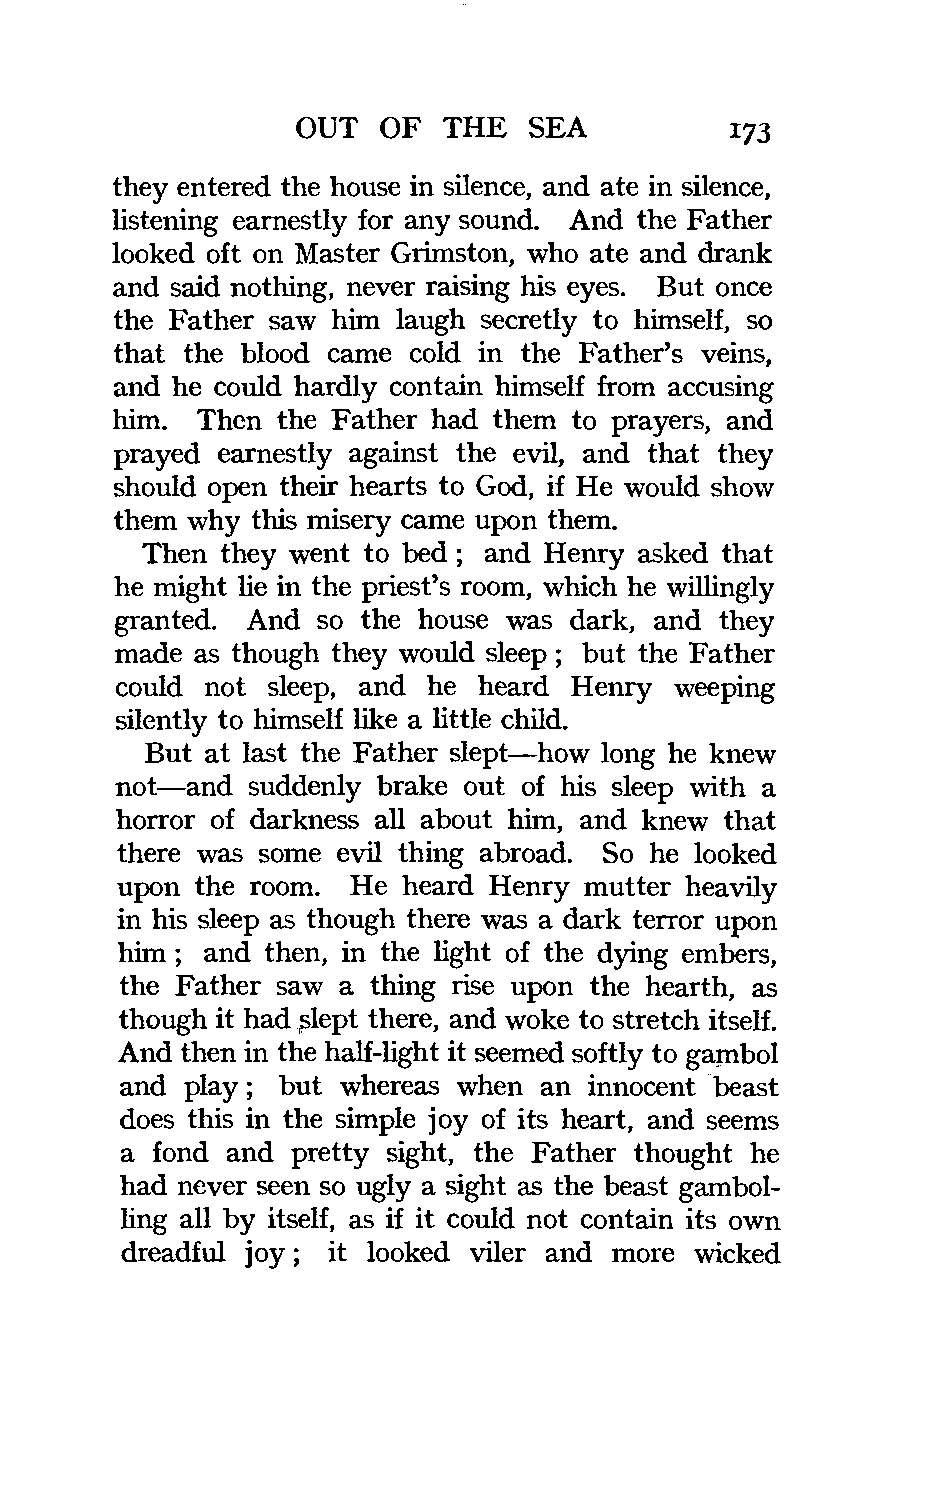 OUT OF THE SEA 173
they entered the house in silence, and ate in silence,
listening earnestly for any sound. And the Father
looked oft on Master Grimston, who ate and drank
and said nothing, never raising his eyes. But once
the Father saw him laugh secretly to himself, so
that the blood came cold in the Father's veins,
and he could hardly contain himself from accusing
him. Then the Father had them to prayers, and
prayed earnestly against the evil, and that they
should open their hearts to God, if He would show
them why this misery came upon them.
Then they went to bed ; and Henry asked that
he might lie in the priest's room, which he willingly
granted. And so the house was dark, and they
made as though they would sleep ; but the Father
could not sleep, and he heard Henry weeping
silently to himself like a little child.
But at last the Father slept—how long he knew
not—and suddenly brake out of his sleep with a
horror of darkness all about him, and knew that
there was some evil thing abroad. So he looked
upon the room. He heard Henry mutter heavily
in his sleep as though there was a dark terror upon
him ; and then, in the light of the dying embers,
the Father saw a thing rise upon the hearth, as
though it had slept there, and woke to stretch itself.
And then in the half-light it seemed softly to gambol
and play ; but whereas when an innocent beast
does this in the simple joy of its heart, and seems
a fond and pretty sight, the Father thought he
had never seen so ugly a sight as the beast gambol-
ling all by itself, as if it could not contain its own
dreadful joy ; it looked viler and more wicked